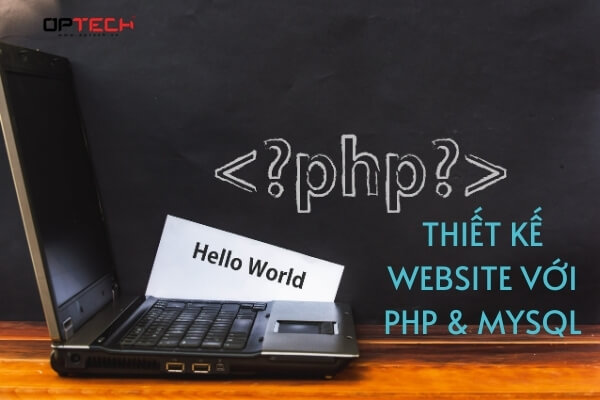 OPTECH
<?php?>
Hello World
THIẾT KẾ
WEBSITE VỚI
PHP & MYSQL